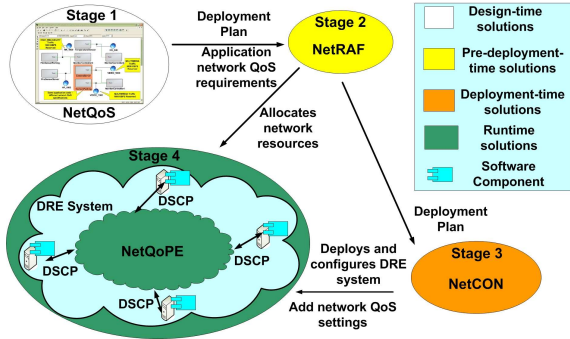 Stage 1
NetQoS
Deployment
Plan
Application
network QoS
requirements
Stage 2
NetRAF
Allocates
network
resources
Design-time
solutions
Pre-deployment-
time solutions
Deployment-time
solutions
Runtime
solutions
Software
Component
Stage 4
DRE System
DSCP
DSCP
NetQoPE
DSCP
DSCP
Deployment
Plan
Stage 3
NetCON
Deploys and
configures DRE
system
Add network QoS
settings